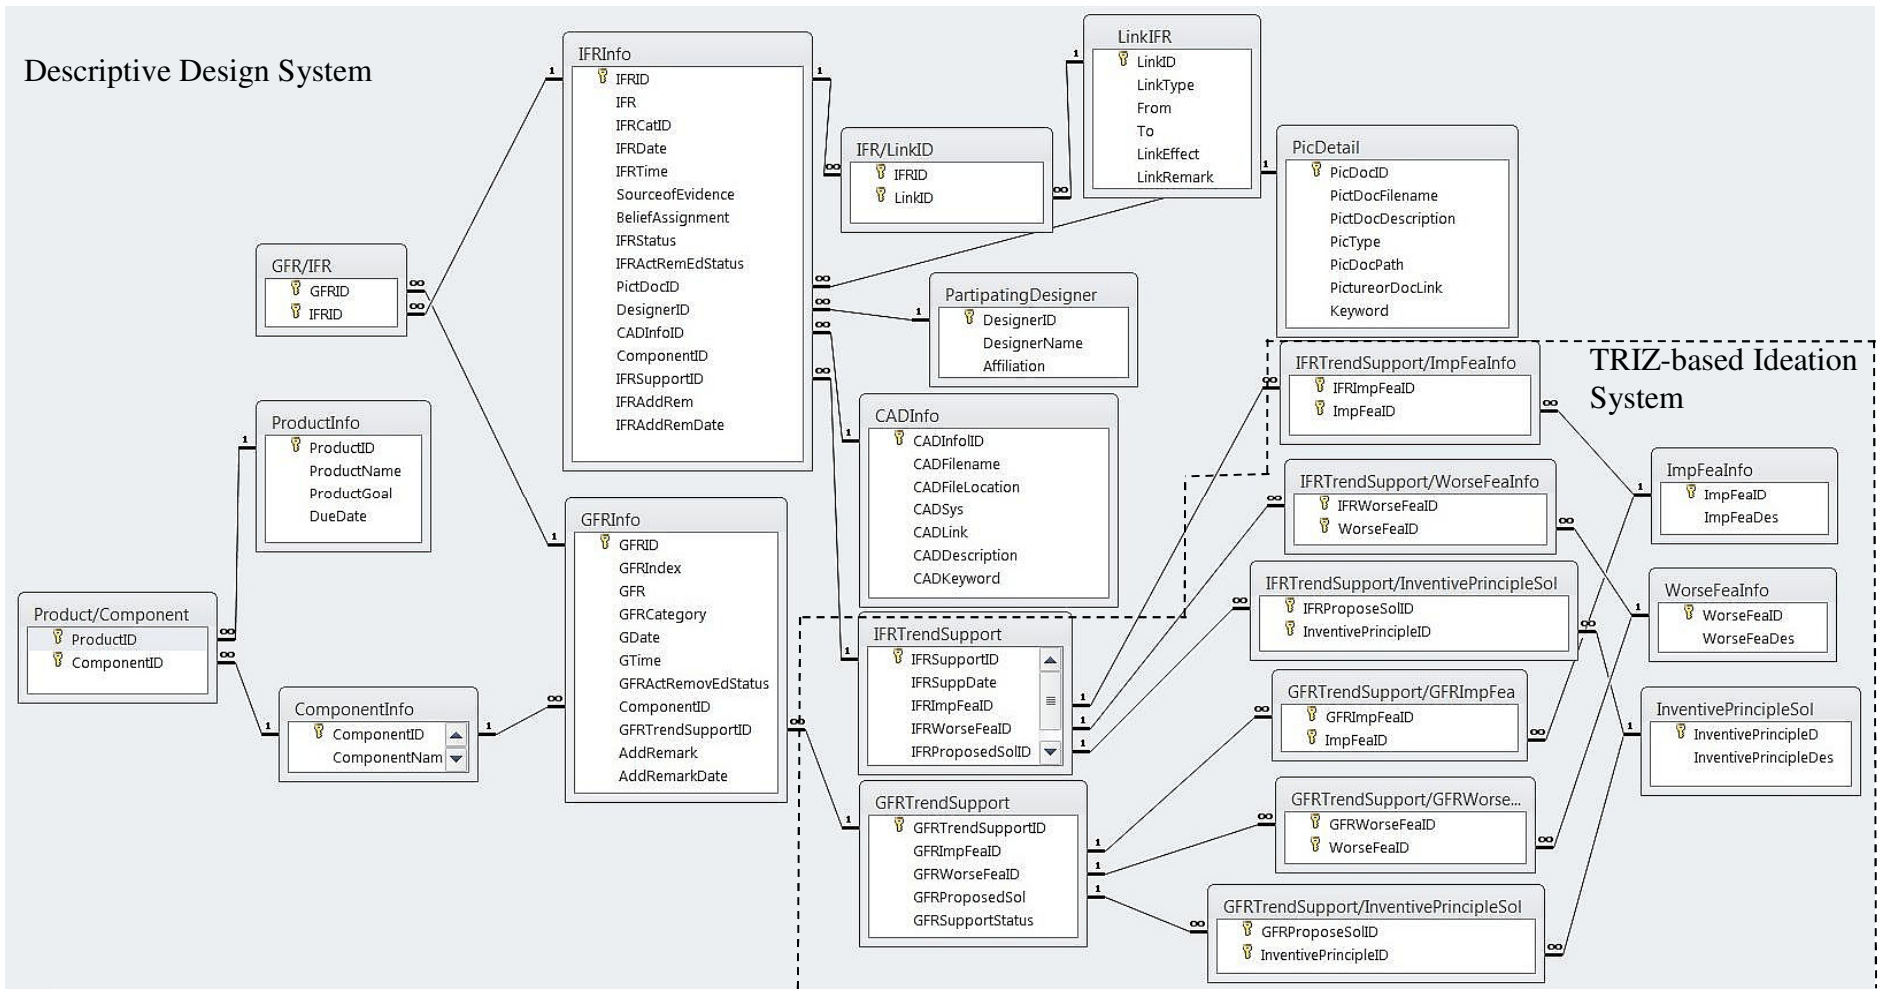 Descriptive Design System
IFRInfo
IFRID
IFR
IFRCatID
IFRDate
IFRTime
SourceofEvidence
BeliefAssignment
IFRStatus
IFRActRemEdStatus
PictDocID
DesignerID
CADInfoID
ComponentID
IFRSupportID
IFRAddRem
IFRAddRemDate
LinkIFR
LinkID
LinkType
From
To
LinkEffect
LinkRemark
IFR/LinkID
IFRID
LinkID
PicDetail
PicDocID
PictDocFilename
PictDocDescription
PicType
PicDocPath
PictureorDocLink
Keyword
GFR/IFR
GFRID
IFRID
PartipatingDesigner
DesignerID
DesignerName
Affiliation
TRIZ-based Ideation
System
IFRTrendSupport/ImpFeaInfo
IFRImpFeaID
ImpFeaID
ProductInfo
ProductID
ProductName
ProductGoal
DueDate
CADInfo
CADInfolID
CADFilename
CADFileLocation
CADSys
CADLink
CADDescription
CADKeyword
IFRTrendSupport/WorseFeaInfo
IFRWorseFeaID
WorseFeaID
ImpFeaInfo
ImpFeaID
ImpFeaDes
GFRInfo
GFRID
GFRIndex
GFR
GFRCategory
GDate
GTime
GFRActRemovEdStatus
ComponentID
GFRTrendSupportID
AddRemark
AddRemarkDate
IFRTrendSupport/InventivePrincipleSol
IFRProposeSolID
InventivePrincipleID
WorseFeaInfo
WorseFeaID
WorseFeaDes
Product/Component
ProductID
ComponentID
IFRTrendSupport
IFRSupportID
IFRSuppDate
IFRImpFeaID
IFRWorseFeaID
IFRProposedSolID
GFRTrendSupport/GFRImpFea
GFRImpFeaID
ImpFeaID
InventivePrincipleSol
InventivePrincipleD
InventivePrincipleDes
ComponentInfo
ComponentID
ComponentNam
GFRTrendSupport
GFRTrendSupportID
GFRImpFeaID
GFRWorseFeaID
GFRProposedSol
GFRSupportStatus
GFRTrendSupport/GFRWorse...
GFRWorseFeaID
WorseFeaID
GFRTrendSupport/InventivePrincipleSol
GFRProposeSolID
InventivePrincipleID